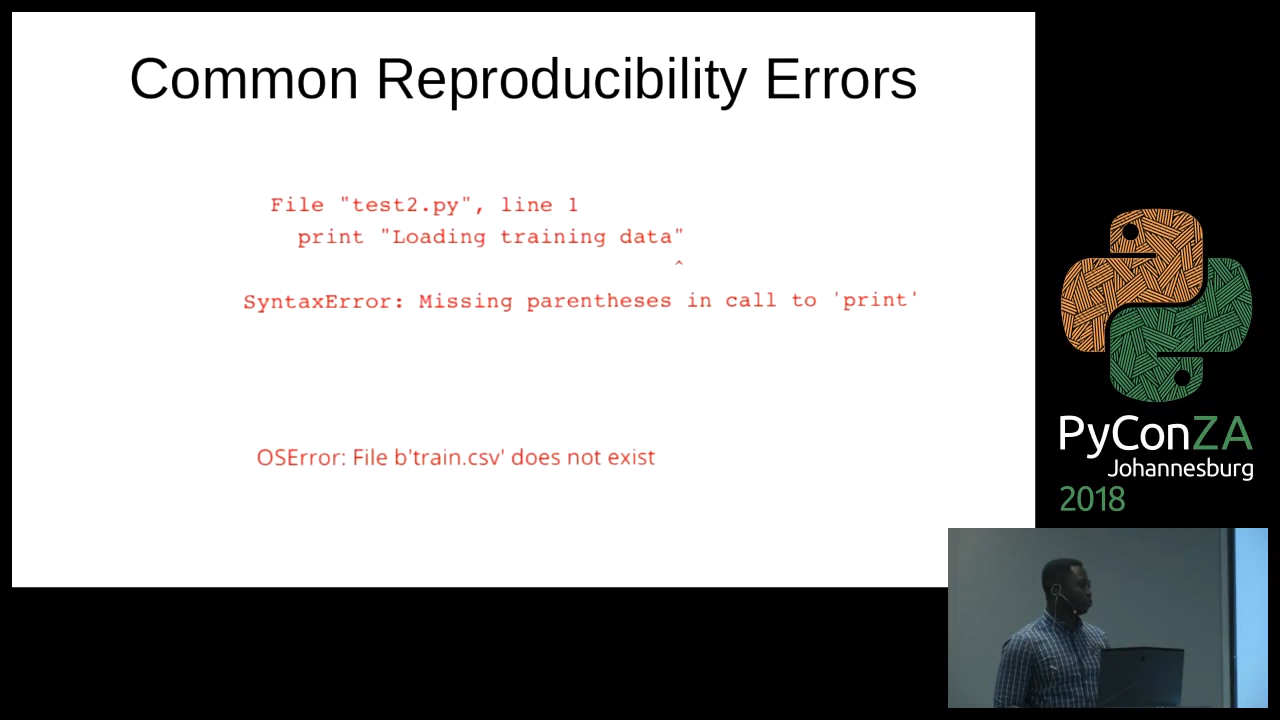 Common Reproducibility Errors
File "test2.py", line 1
print "Loading training data"
^
SyntaxError: Missing parentheses in call to 'print'
OSError: File b'train.csv' does not exist
PyConZA
Johannesburg
2018